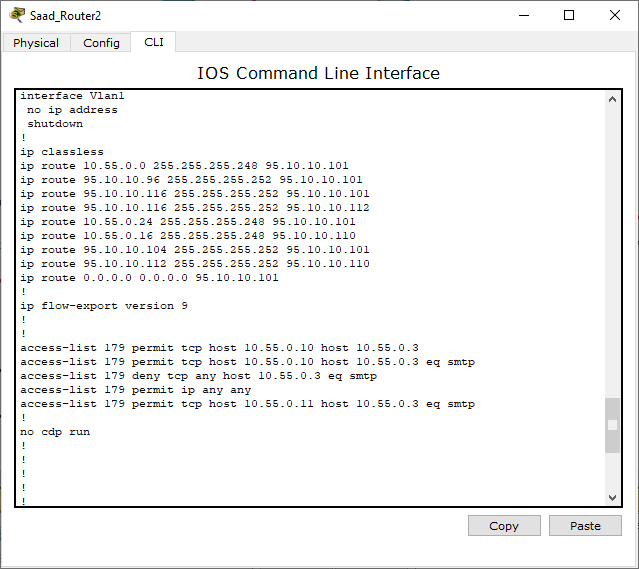 Saad_Router2
Physical Config CLI
IOS Command Line Interface
interface Vlan1
 no ip address
 shutdown
!
ip classless
ip route 10.55.0.0 255.255.255.248 95.10.10.101
ip route 95.10.10.96 255.255.255.252 95.10.10.101
ip route 95.10.10.116 255.255.255.252 95.10.10.101
ip route 95.10.10.116 255.255.255.252 95.10.10.112
ip route 10.55.0.24 255.255.255.248 95.10.10.101
ip route 10.55.0.16 255.255.255.248 95.10.10.110
ip route 95.10.10.104 255.255.255.252 95.10.10.101
ip route 95.10.10.112 255.255.255.252 95.10.10.110
ip route 0.0.0.0 0.0.0.0 95.10.10.101
!
ip flow-export version 9
!
!
access-list 179 permit tcp host 10.55.0.10 host 10.55.0.3
access-list 179 permit tcp host 10.55.0.10 host 10.55.0.3 eq smtp
access-list 179 deny tcp any host 10.55.0.3 eq smtp
access-list 179 permit ip any any
access-list 179 permit tcp host 10.55.0.11 host 10.55.0.3 eq smtp
!
no cdp run
!
!
!
!
!
Copy Paste